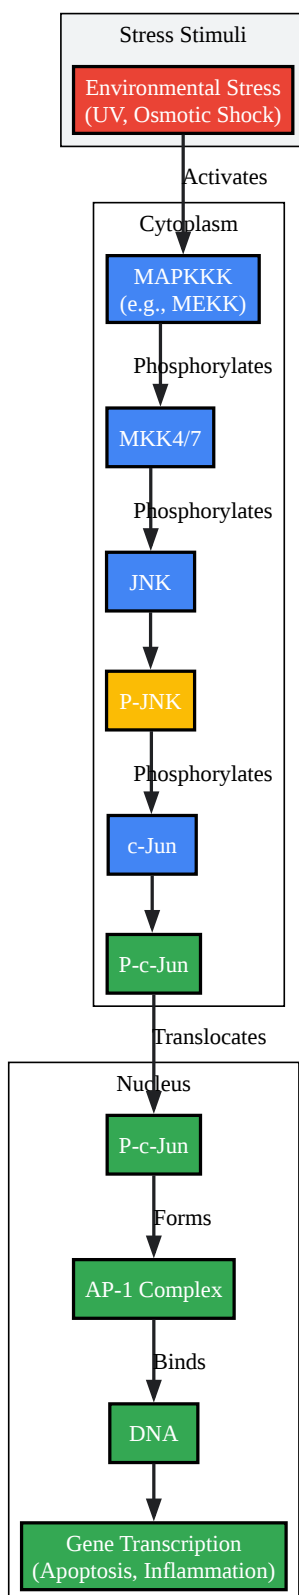 Stress Stimuli
Environmental Stress
(UV, Osmotic Shock)
Activates
Cytoplasm
MAPKKK
(e.g., MEKK)
Phosphorylates
MKK4/7
Phosphorylates
JNK
P-JNK
Phosphorylates
c-Jun
P-c-Jun
Translocates
Nucleus
P-c-Jun
Forms
AP-1 Complex
Binds
DNA
Gene Transcription
(Apoptosis, Inflammation)